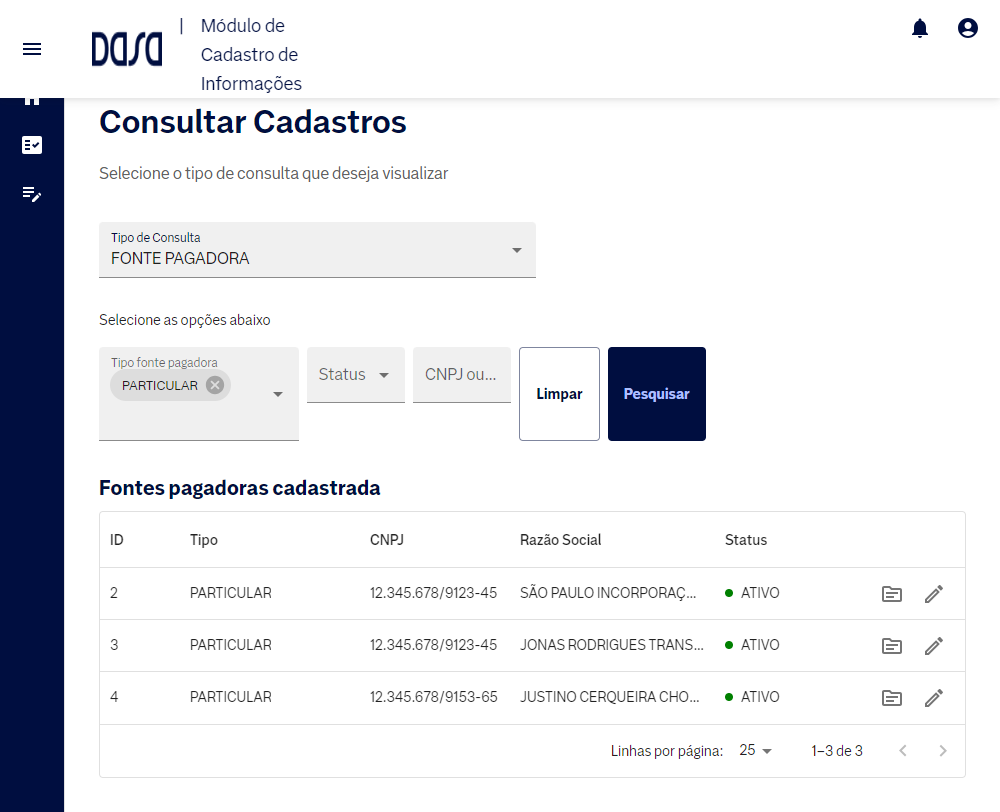 DASA
| Módulo de
Cadastro de
Informações
Consultar Cadastros
Selecione o tipo de consulta que deseja visualizar
Tipo de Consulta
FONTE PAGADORA
Selecione as opções abaixo
Tipo fonte pagadora
PARTICULAR
Status
CNPJ ou...
Limpar
Pesquisar
Fontes pagadoras cadastrada
ID Tipo CNPJ Razão Social Status
2 PARTICULAR 12.345.678/9123-45 SÃO PAULO INCORPORAÇ... ATIVO
3 PARTICULAR 12.345.678/9123-45 JONAS RODRIGUES TRANS... ATIVO
4 PARTICULAR 12.345.678/9153-65 JUSTINO CERQUEIRA CHO... ATIVO
Linhas por página: 25 1–3 de 3